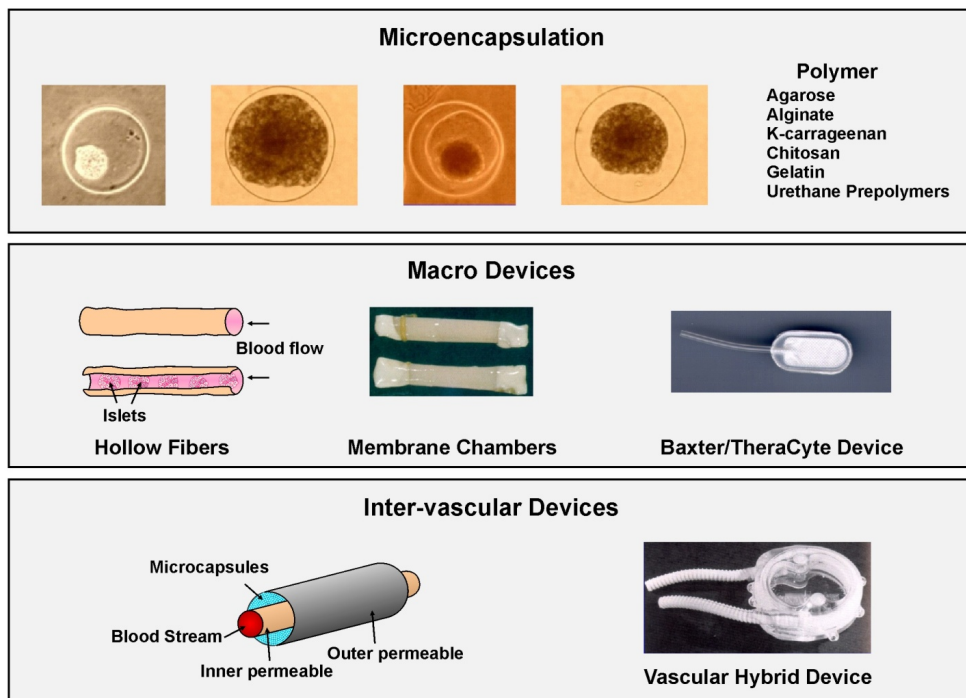 Microencapsulation
Polymer
Agarose
Alginate
K-carrageenan
Chitosan
Gelatin
Urethane Prepolymers
Macro Devices
Blood flow
Islets
Hollow Fibers
Membrane Chambers
Baxter/TheraCyte Device
Inter-vascular Devices
Microcapsules
Blood Stream
Inner permeable
Outer permeable
Vascular Hybrid Device